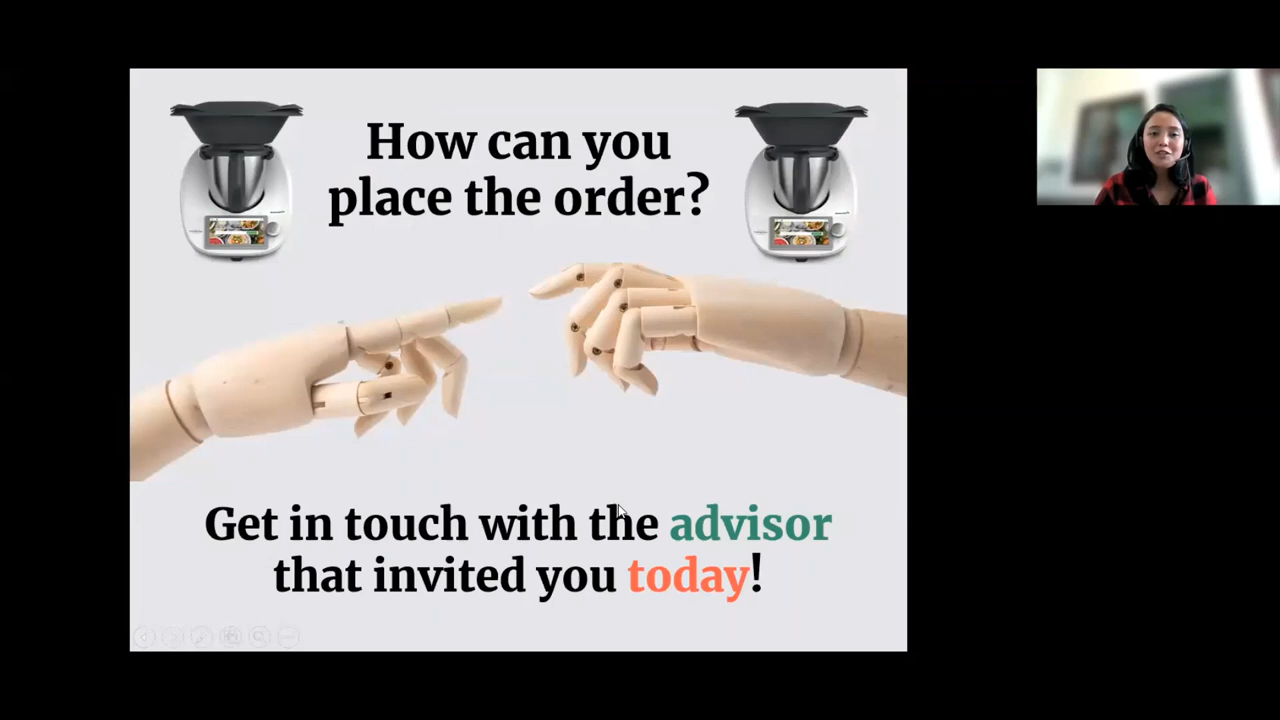 How can you
place the order?
Get in touch with the advisor
that invited you today!